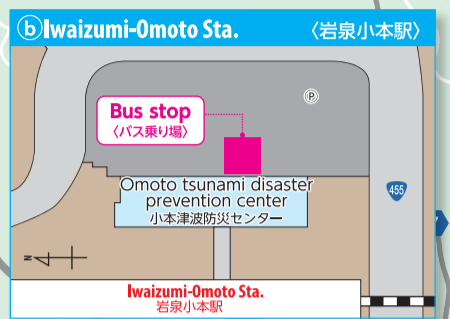 ⓑIwaizumi-Omoto Sta. 〈岩泉小本駅〉
Bus stop
〈バス乗り場〉
Ⓟ
Omoto tsunami disaster
prevention center
小本津波防災センター
455
N
Iwaizumi-Omoto Sta.
岩泉小本駅